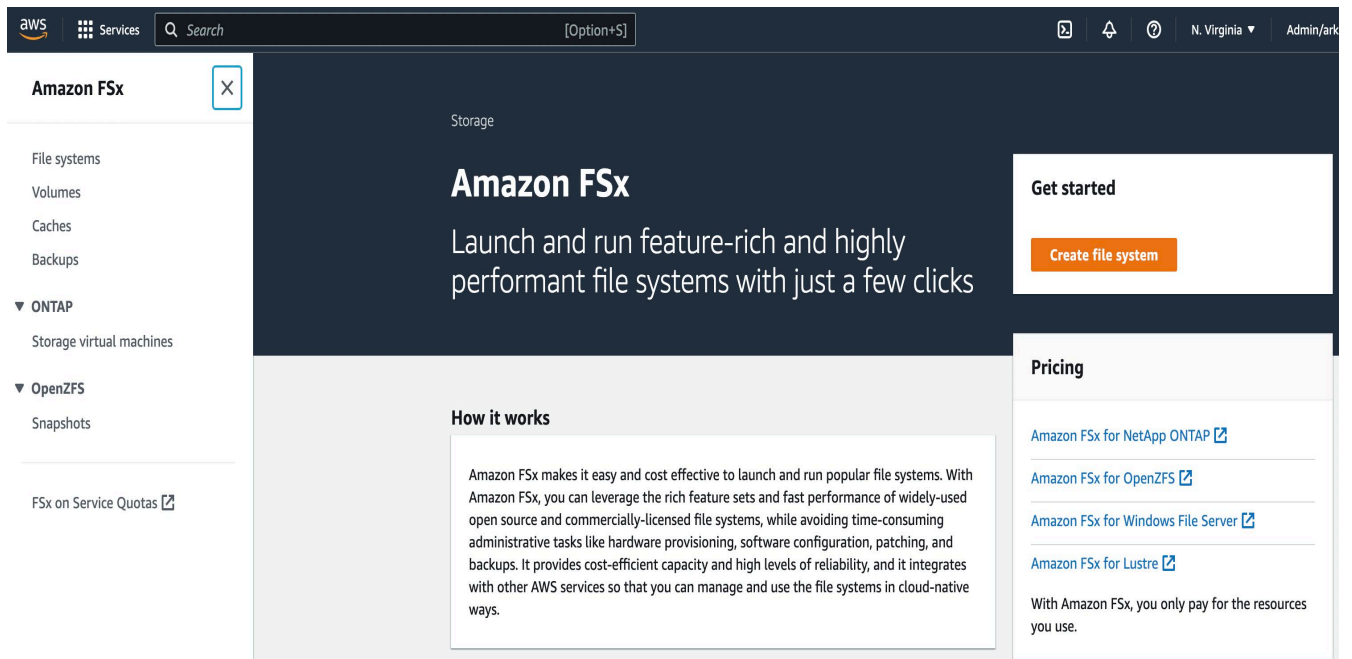 aws
Services
Search
[Option+S]
N. Virginia
Admin/ark
Amazon FSx
File systems
Volumes
Caches
Backups
ONTAP
Storage virtual machines
OpenZFS
Snapshots
FSx on Service Quotas
Storage
Amazon FSx
Launch and run feature-rich and highly
performant file systems with just a few clicks
Get started
Create file system
How it works
Amazon FSx makes it easy and cost effective to launch and run popular file systems. With
Amazon FSx, you can leverage the rich feature sets and fast performance of widely-used
open source and commercially-licensed file systems, while avoiding time-consuming
administrative tasks like hardware provisioning, software configuration, patching, and
backups. It provides cost-efficient capacity and high levels of reliability, and it integrates
with other AWS services so that you can manage and use the file systems in cloud-native
ways.
Pricing
Amazon FSx for NetApp ONTAP
Amazon FSx for OpenZFS
Amazon FSx for Windows File Server
Amazon FSx for Lustre
With Amazon FSx, you only pay for the resources
you use.